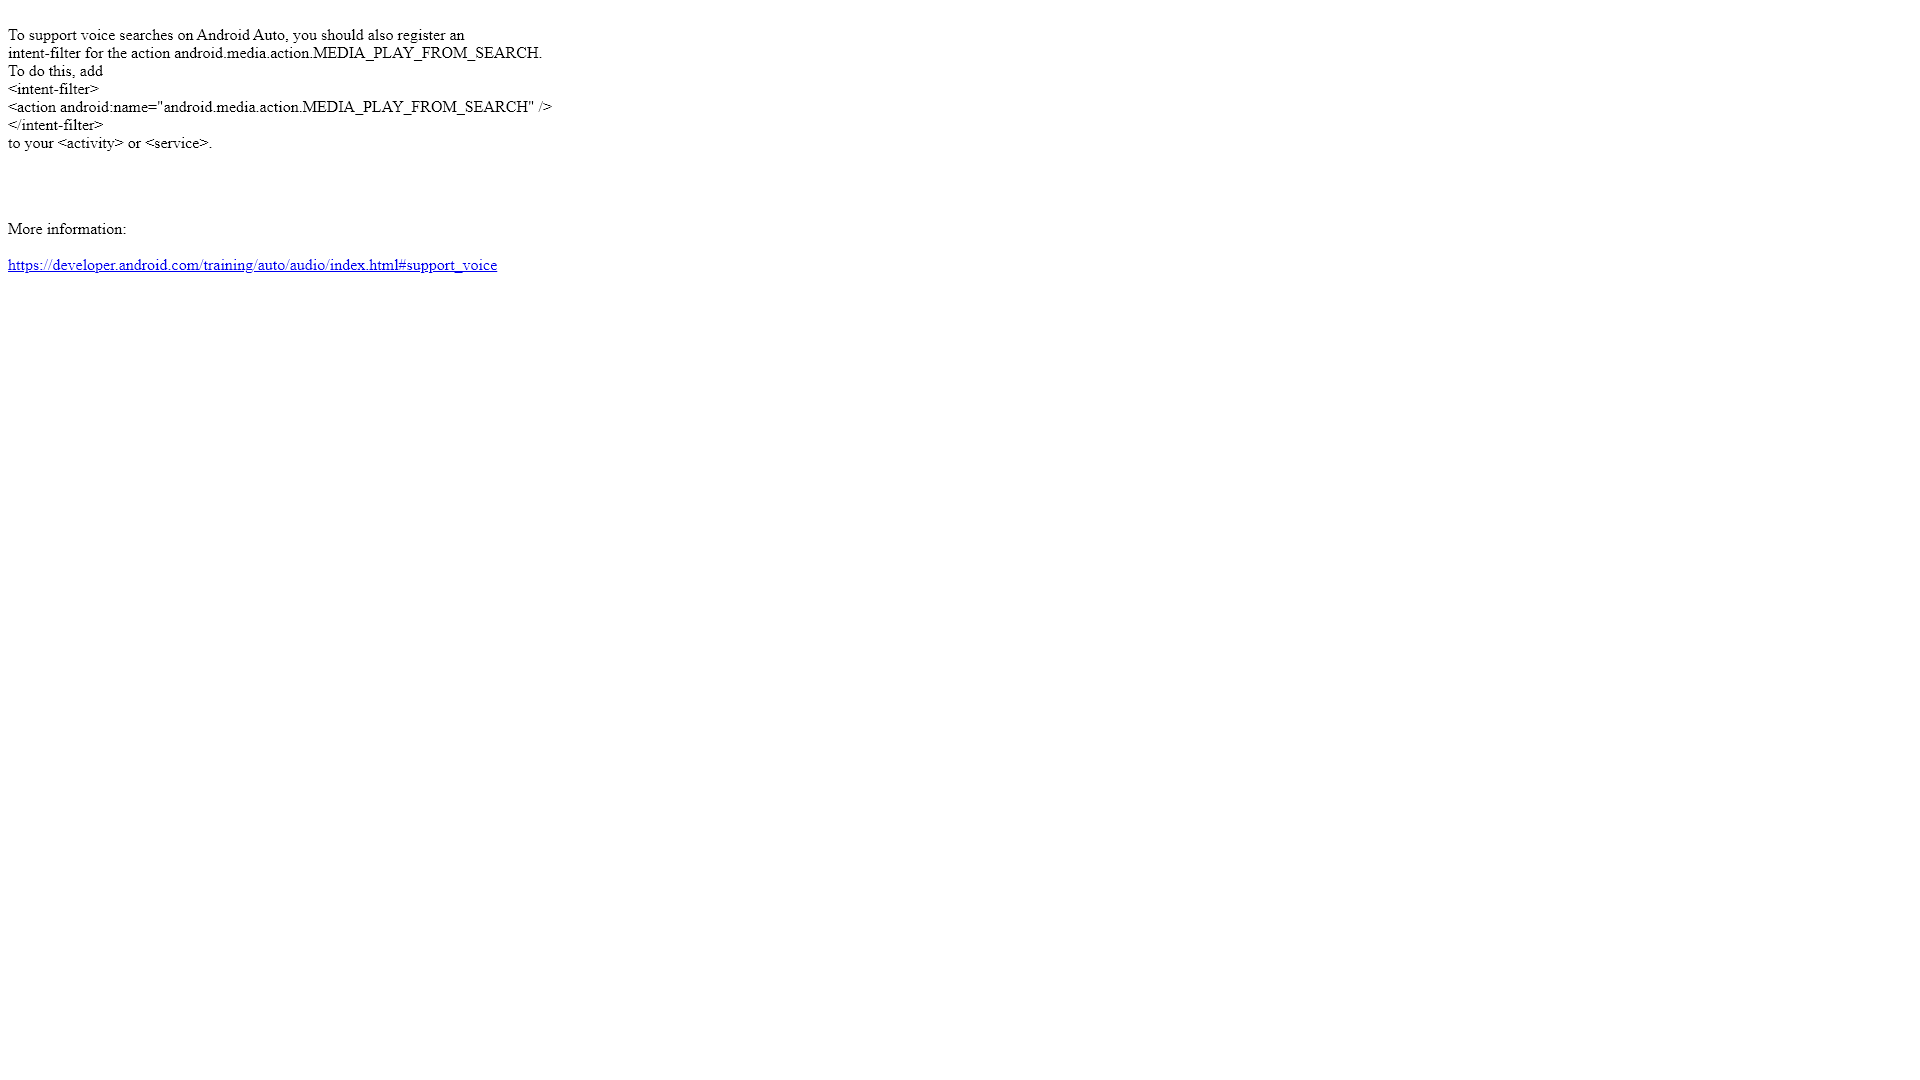 To support voice searches on Android Auto, you should also register an
intent-filter for the action android.media.action.MEDIA_PLAY_FROM_SEARCH.
To do this, add
<intent-filter>
<action android:name="android.media.action.MEDIA_PLAY_FROM_SEARCH" />
</intent-filter>
to your <activity> or <service>.
More information:
https://developer.android.com/training/auto/audio/index.html#support_voice